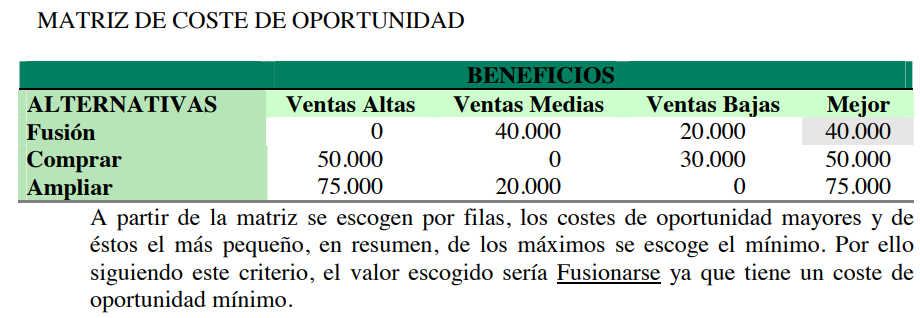 MATRIZ DE COSTE DE OPORTUNIDAD
BENEFICIOS
ALTERNATIVAS Ventas Altas Ventas Medias Ventas Bajas Mejor
Fusión 0 40.000 20.000 40.000
Comprar 50.000 0 30.000 50.000
Ampliar 75.000 20.000 0 75.000
A partir de la matriz se escogen por filas, los costes de oportunidad mayores y de
éstos el más pequeño, en resumen, de los máximos se escoge el mínimo. Por ello
siguiendo este criterio, el valor escogido sería Fusionarse ya que tiene un coste de
oportunidad mínimo.